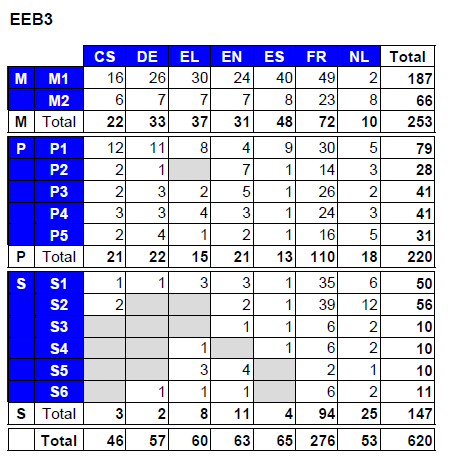 EEB3
CS DE EL EN ES FR NL Total
M M1 16 26 30 24 40 49 2 187
M2 6 7 7 7 8 23 8 66
M Total 22 33 37 31 48 72 10 253
P P1 12 11 8 4 9 30 5 79
P2 2 1 7 1 14 3 28
P3 2 3 2 5 1 26 2 41
P4 3 3 4 3 1 24 3 41
P5 2 4 1 2 1 16 5 31
P Total 21 22 15 21 13 110 18 220
S S1 1 1 3 3 1 35 6 50
S2 2 2 1 39 12 56
S3 1 1 6 2 10
S4 1 1 6 2 10
S5 3 4 2 1 10
S6 1 1 1 6 2 11
S Total 3 2 8 11 4 94 25 147
Total 46 57 60 63 65 276 53 620